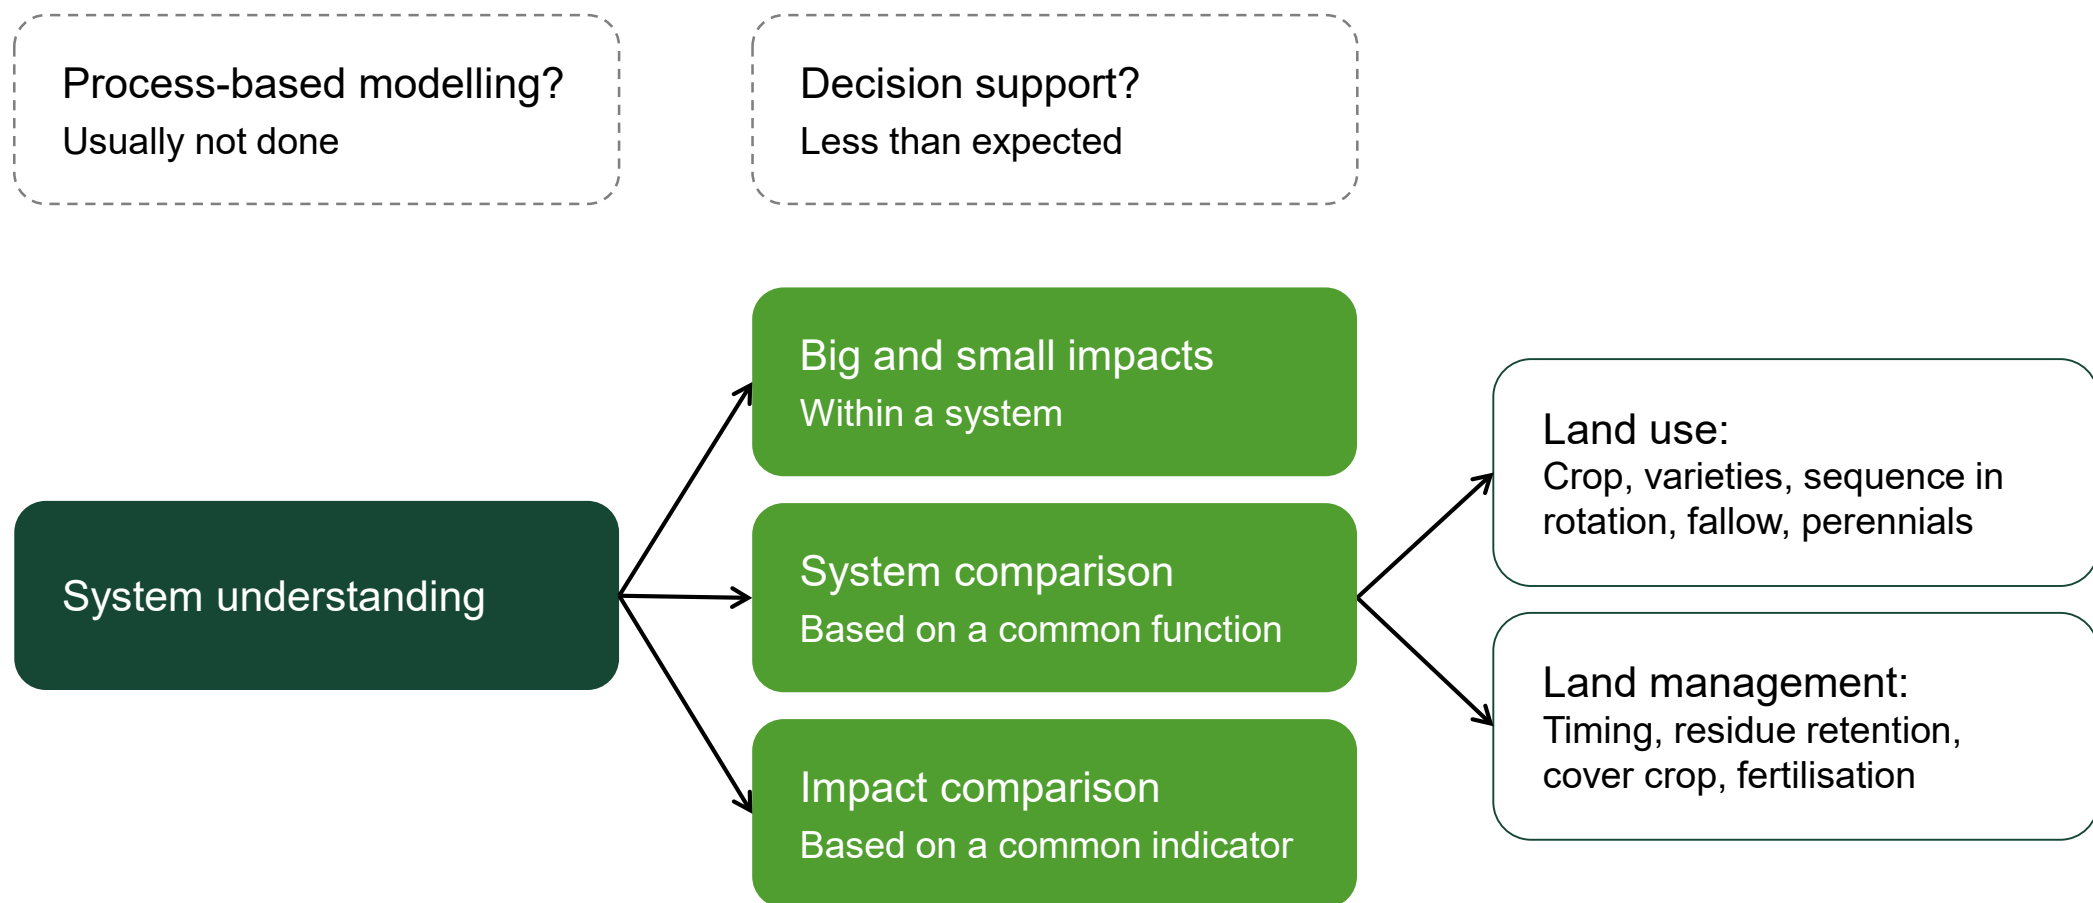 Process-based modelling?
Usually not done
Decision support?
Less than expected
Big and small impacts
Within a system
System understanding
System comparison
Based on a common function
Impact comparison
Based on a common indicator
Land use:
Crop, varieties, sequence in
rotation, fallow, perennials
Land management:
Timing, residue retention,
cover crop, fertilisation